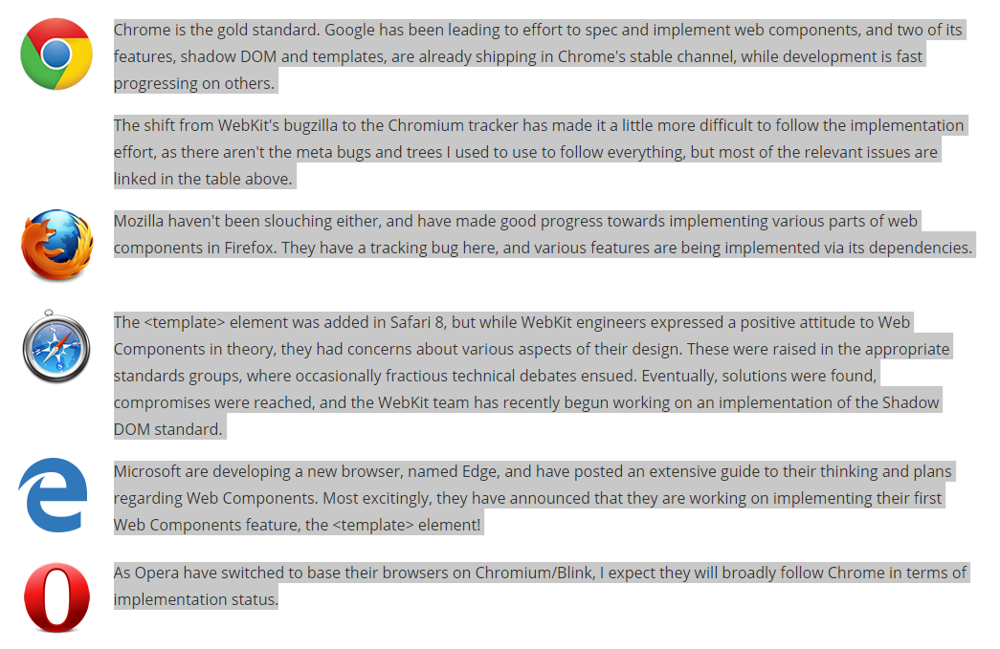 Chrome is the gold standard. Google has been leading to effort to spec and implement web components, and two of its
features, shadow DOM and templates, are already shipping in Chrome's stable channel, while development is fast
progressing on others.
The shift from WebKit's bugzilla to the Chromium tracker has made it a little more difficult to follow the implementation
effort, as there aren't the meta bugs and trees I used to use to follow everything, but most of the relevant issues are
linked in the table above.
Mozilla haven't been slouching either, and have made good progress towards implementing various parts of web
components in Firefox. They have a tracking bug here, and various features are being implemented via its dependencies.
The <template> element was added in Safari 8, but while WebKit engineers expressed a positive attitude to Web
Components in theory, they had concerns about various aspects of their design. These were raised in the appropriate
standards groups, where occasionally fractious technical debates ensued. Eventually, solutions were found,
compromises were reached, and the WebKit team has recently begun working on an implementation of the Shadow
DOM standard.
Microsoft are developing a new browser, named Edge, and have posted an extensive guide to their thinking and plans
regarding Web Components. Most excitingly, they have announced that they are working on implementing their first
Web Components feature, the <template> element!
As Opera have switched to base their browsers on Chromium/Blink, I expect they will broadly follow Chrome in terms of
implementation status.